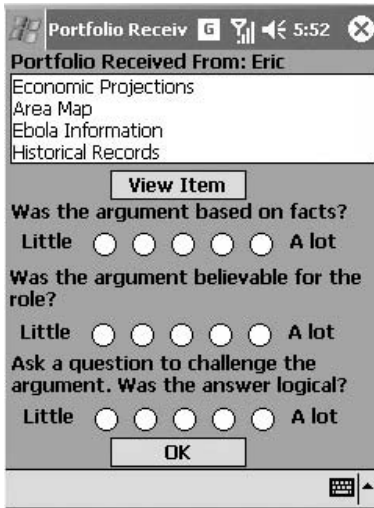 Portfolio Receiv G 5:52
Portfolio Received From: Eric
Economic Projections
Area Map
Ebola Information
Historical Records
View Item
Was the argument based on facts?
Little A lot
Was the argument believable for the
role?
Little A lot
Ask a question to challenge the
argument. Was the answer logical?
Little A lot
OK